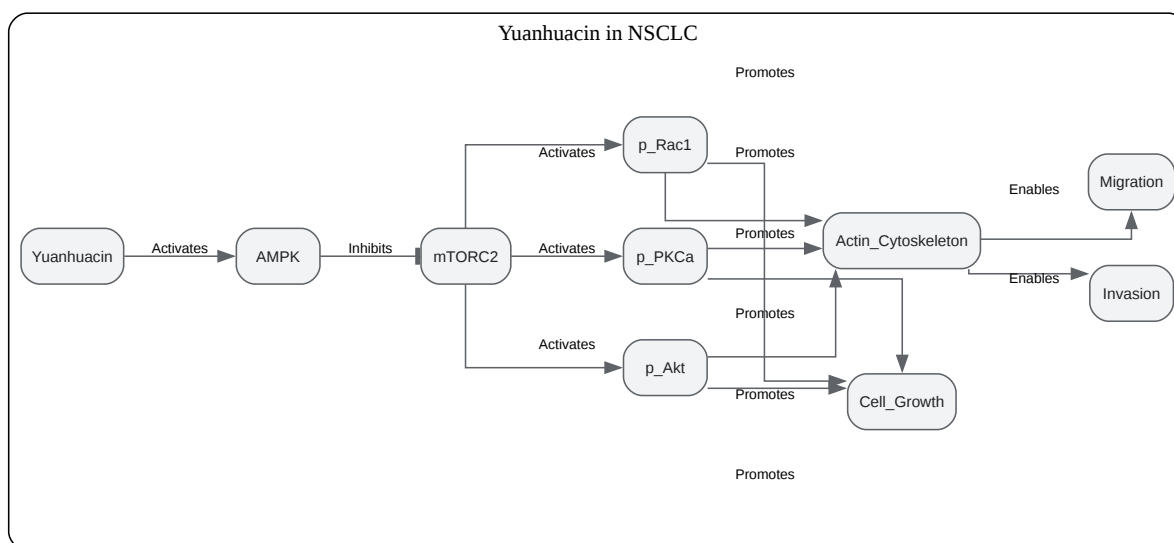 Yuanhuacin in NSCLC
Promotes
p_Rac1
Activates
Promotes
Migration
Enables
Promotes
Actin_Cytoskeleton
Yuanhuacin
Activates
AMPK
Inhibits
mTORC2
Activates
p_PKCa
Enables
Invasion
Promotes
Activates
p_Akt
Promotes
Cell_Growth
Promotes